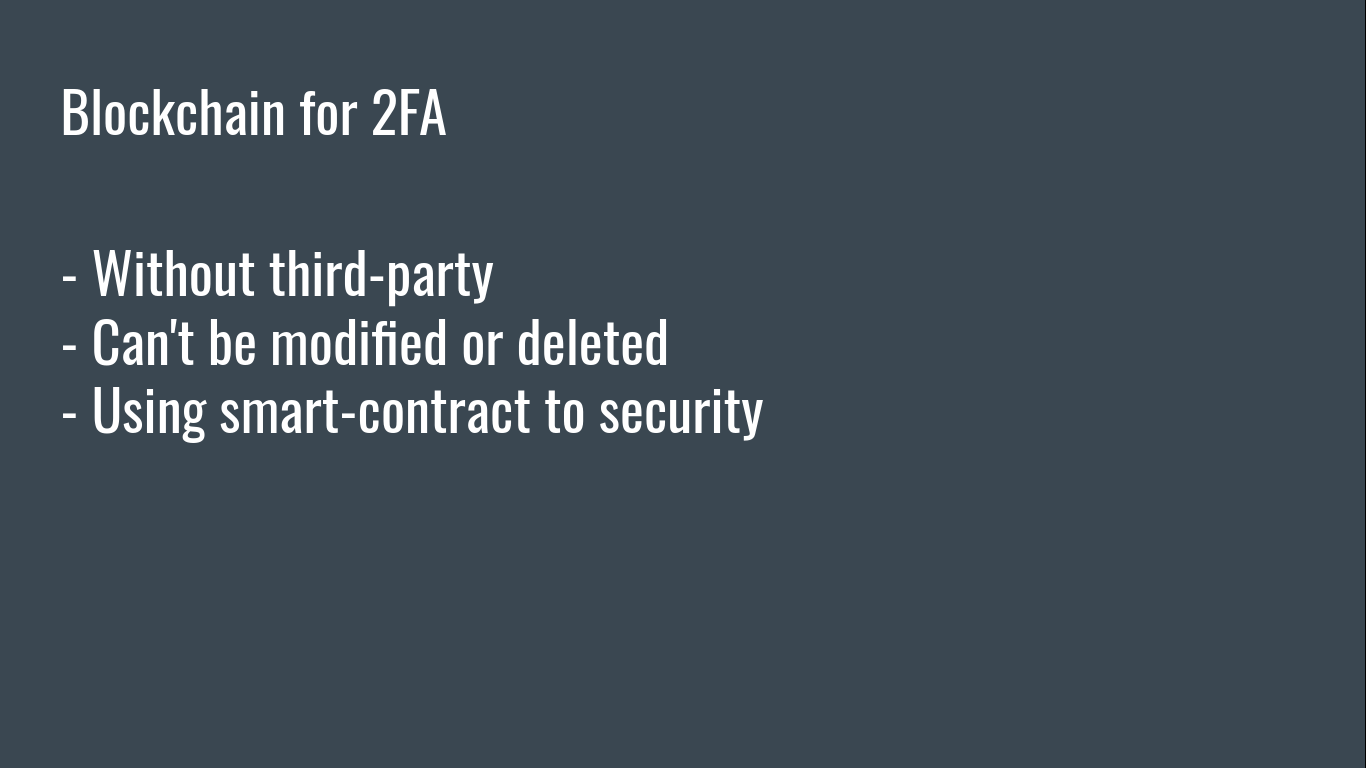 Blockchain for 2FA
- Without third-party
- Can't be modified or deleted
- Using smart-contract to security